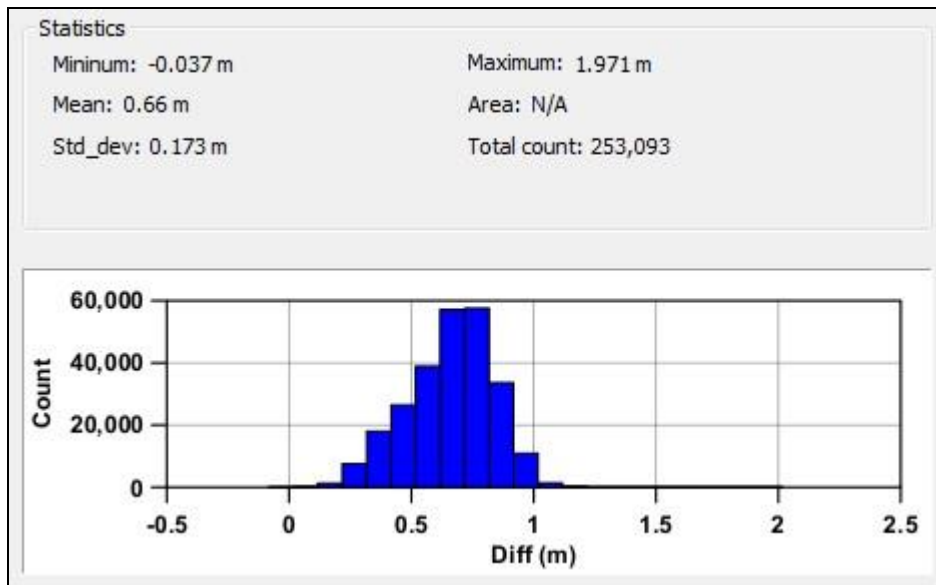 Statistics
Mininum: -0.037 m Maximum: 1.971 m
Mean: 0.66 m Area: N/A
Std_dev: 0.173 m Total count: 253,093
60,000
40,000
20,000
0
Count
-0.5 0 0.5 1 1.5 2 2.5
Diff (m)